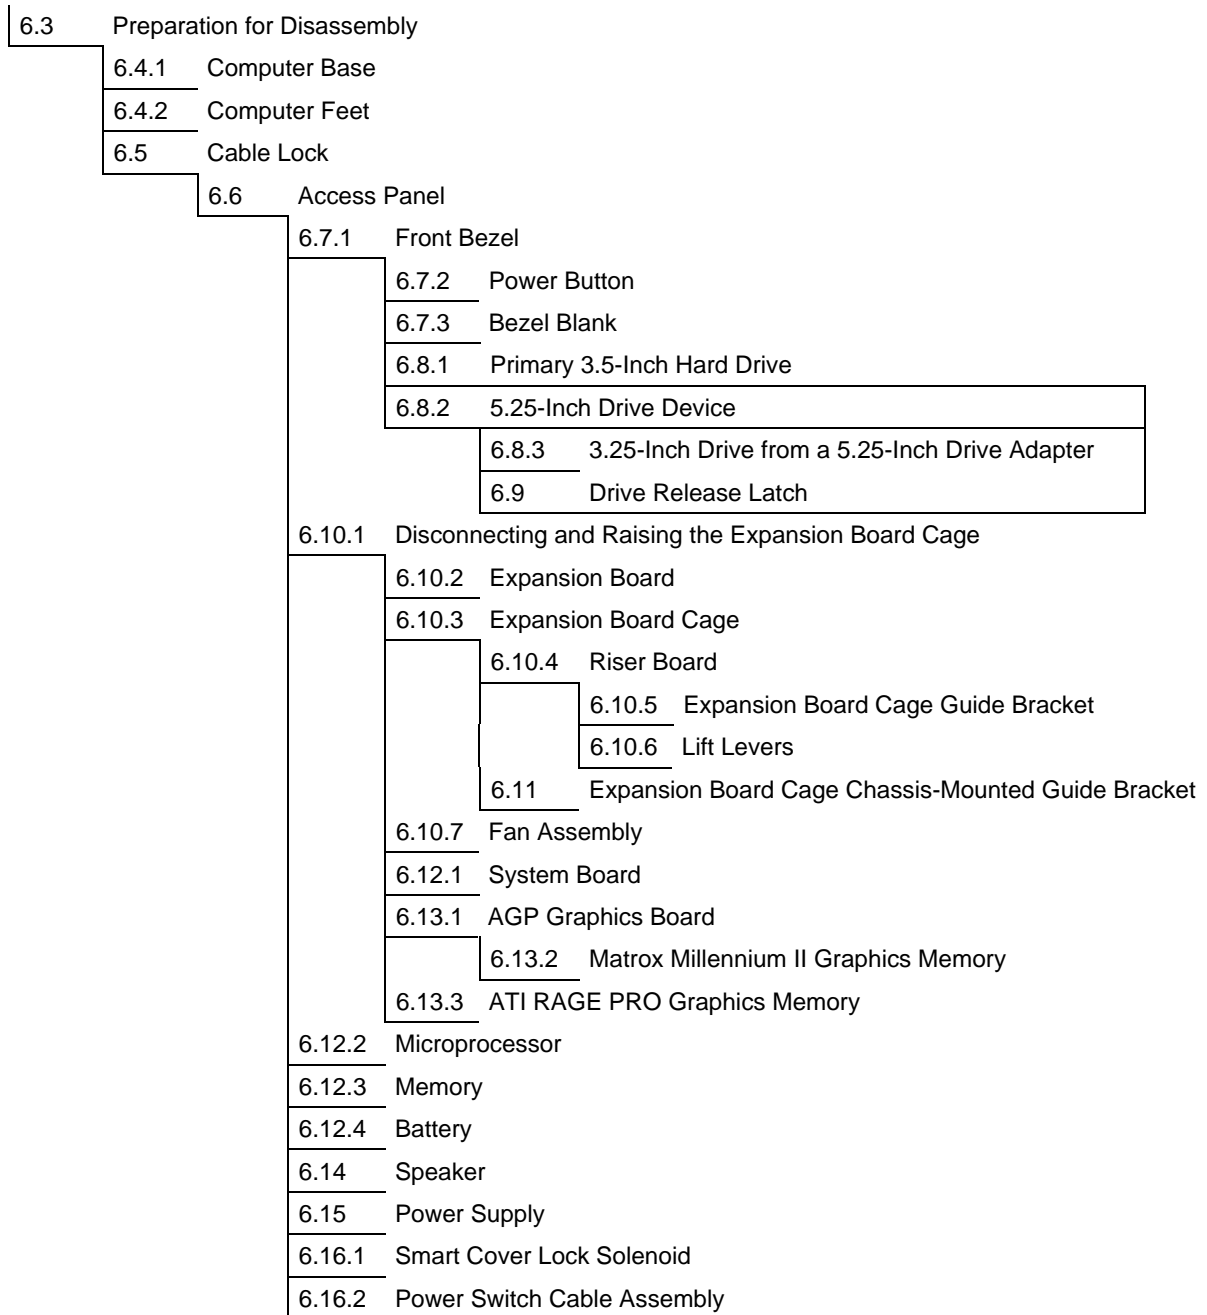 6.3 Preparation for Disassembly
6.4.1 Computer Base
6.4.2 Computer Feet
6.5 Cable Lock
6.6 Access Panel
6.7.1 Front Bezel
6.7.2 Power Button
6.7.3 Bezel Blank
6.8.1 Primary 3.5-Inch Hard Drive
6.8.2 5.25-Inch Drive Device
6.8.3 3.25-Inch Drive from a 5.25-Inch Drive Adapter
6.9 Drive Release Latch
6.10.1 Disconnecting and Raising the Expansion Board Cage
6.10.2 Expansion Board
6.10.3 Expansion Board Cage
6.10.4 Riser Board
6.10.5 Expansion Board Cage Guide Bracket
6.10.6 Lift Levers
6.11 Expansion Board Cage Chassis-Mounted Guide Bracket
6.10.7 Fan Assembly
6.12.1 System Board
6.13.1 AGP Graphics Board
6.13.2 Matrox Millennium II Graphics Memory
6.13.3 ATI RAGE PRO Graphics Memory
6.12.2 Microprocessor
6.12.3 Memory
6.12.4 Battery
6.14 Speaker
6.15 Power Supply
6.16.1 Smart Cover Lock Solenoid
6.16.2 Power Switch Cable Assembly